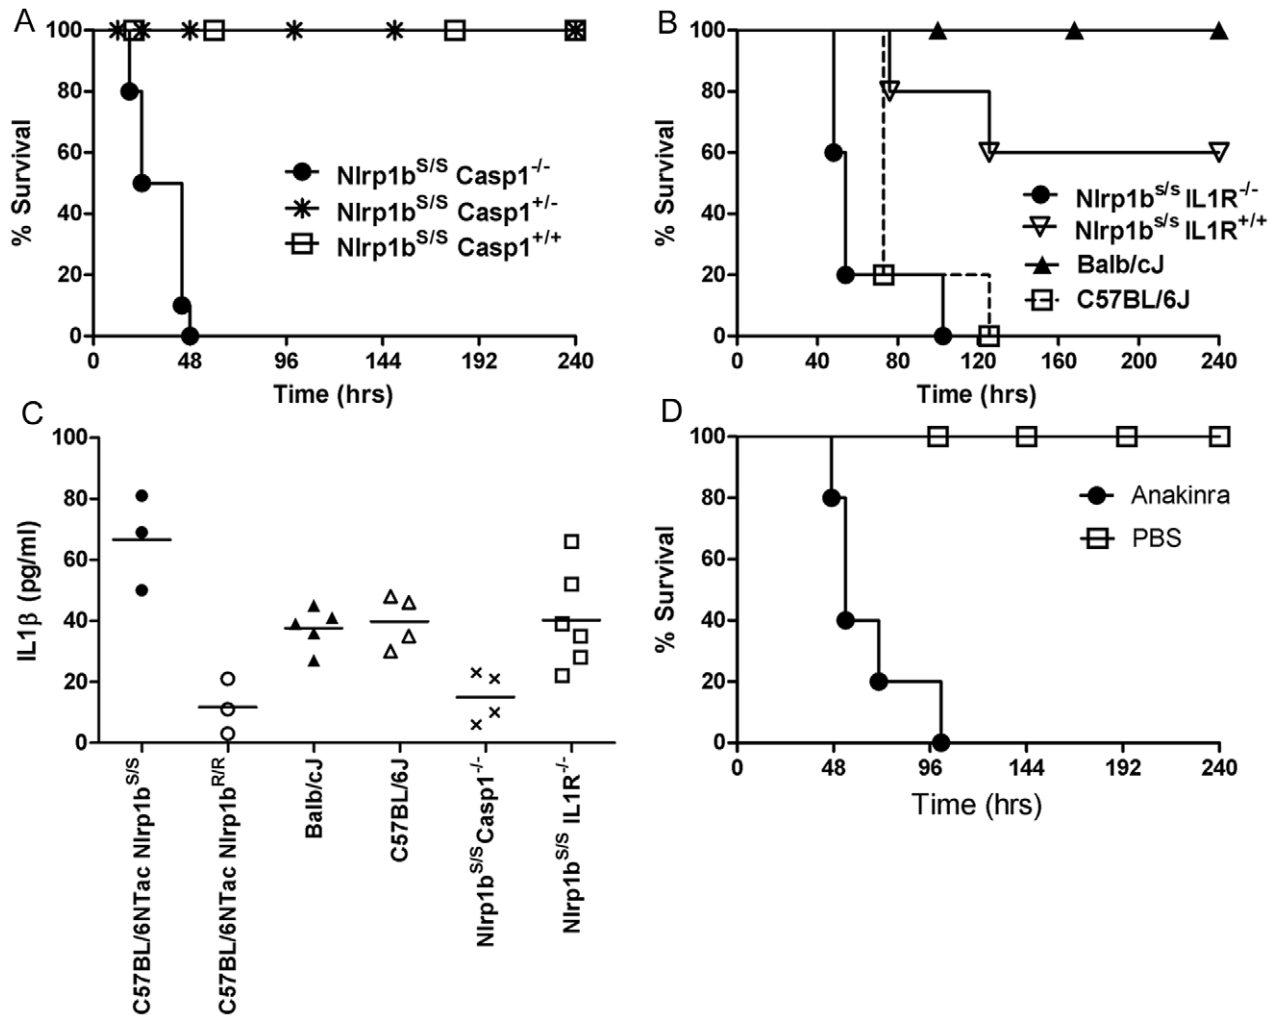 A
% Survival
100
80
60
40
20
0
0 48 96 144 192 240
Time (hrs)
Nlrp1bS/S Casp1-/-
Nlrp1bS/S Casp1+/-
Nlrp1bS/S Casp1+/+
B
% Survival
100
80
60
40
20
0
0 40 80 120 160 200 240
Time (hrs)
Nlrp1bs/s IL1R-/-
Nlrp1bs/s IL1R+/+
Balb/cJ
C57BL/6J
C
IL1β (pg/ml)
100
80
60
40
20
0
C57BL/6NTac Nlrp1bS/S
C57BL/6NTac Nlrp1bR/R
Balb/cJ
C57BL/6J
Nlrp1bS/S Casp1-/-
Nlrp1bS/S IL1R-/-
D
% Survival
100
80
60
40
20
0
0 48 96 144 192 240
Time (hrs)
Anakinra
PBS